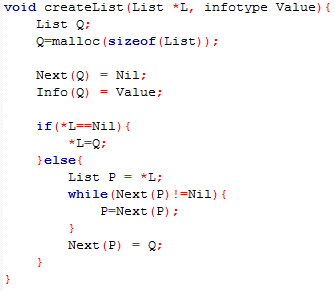 void createList(List *L, infotype Value){
    List Q;
    Q=malloc(sizeof(List));

    Next(Q) = Nil;
    Info(Q) = Value;

    if(*L==Nil){
        *L=Q;
    }else{
        List P = *L;
        while(Next(P)!=Nil){
            P=Next(P);
        }
        Next(P) = Q;
    }
}